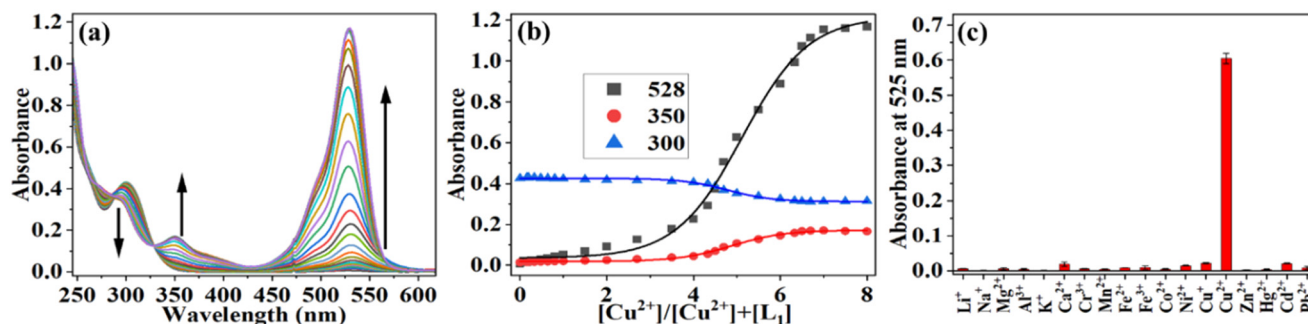 (a)
Absorbance
1.2
1.0
0.8
0.6
0.4
0.2
0.0
250 300 350 400 450 500 550 600
Wavelength (nm)
(b)
Absorbance
1.2
1.0
0.8
0.6
0.4
0.2
0.0
528
350
300
0 2 4 6 8
[Cu²⁺]/[Cu²⁺]+[L₁]
(c)
Absorbance at 525 nm
0.7
0.6
0.5
0.4
0.3
0.2
0.1
0.0
Li⁺ Na⁺ Mg²⁺ Al³⁺ K⁺ Ca²⁺ Cr³⁺ Mn²⁺ Fe²⁺ Fe³⁺ Co²⁺ Ni²⁺ Cu⁺ Cu²⁺ Zn²⁺ Hg²⁺ Cd²⁺